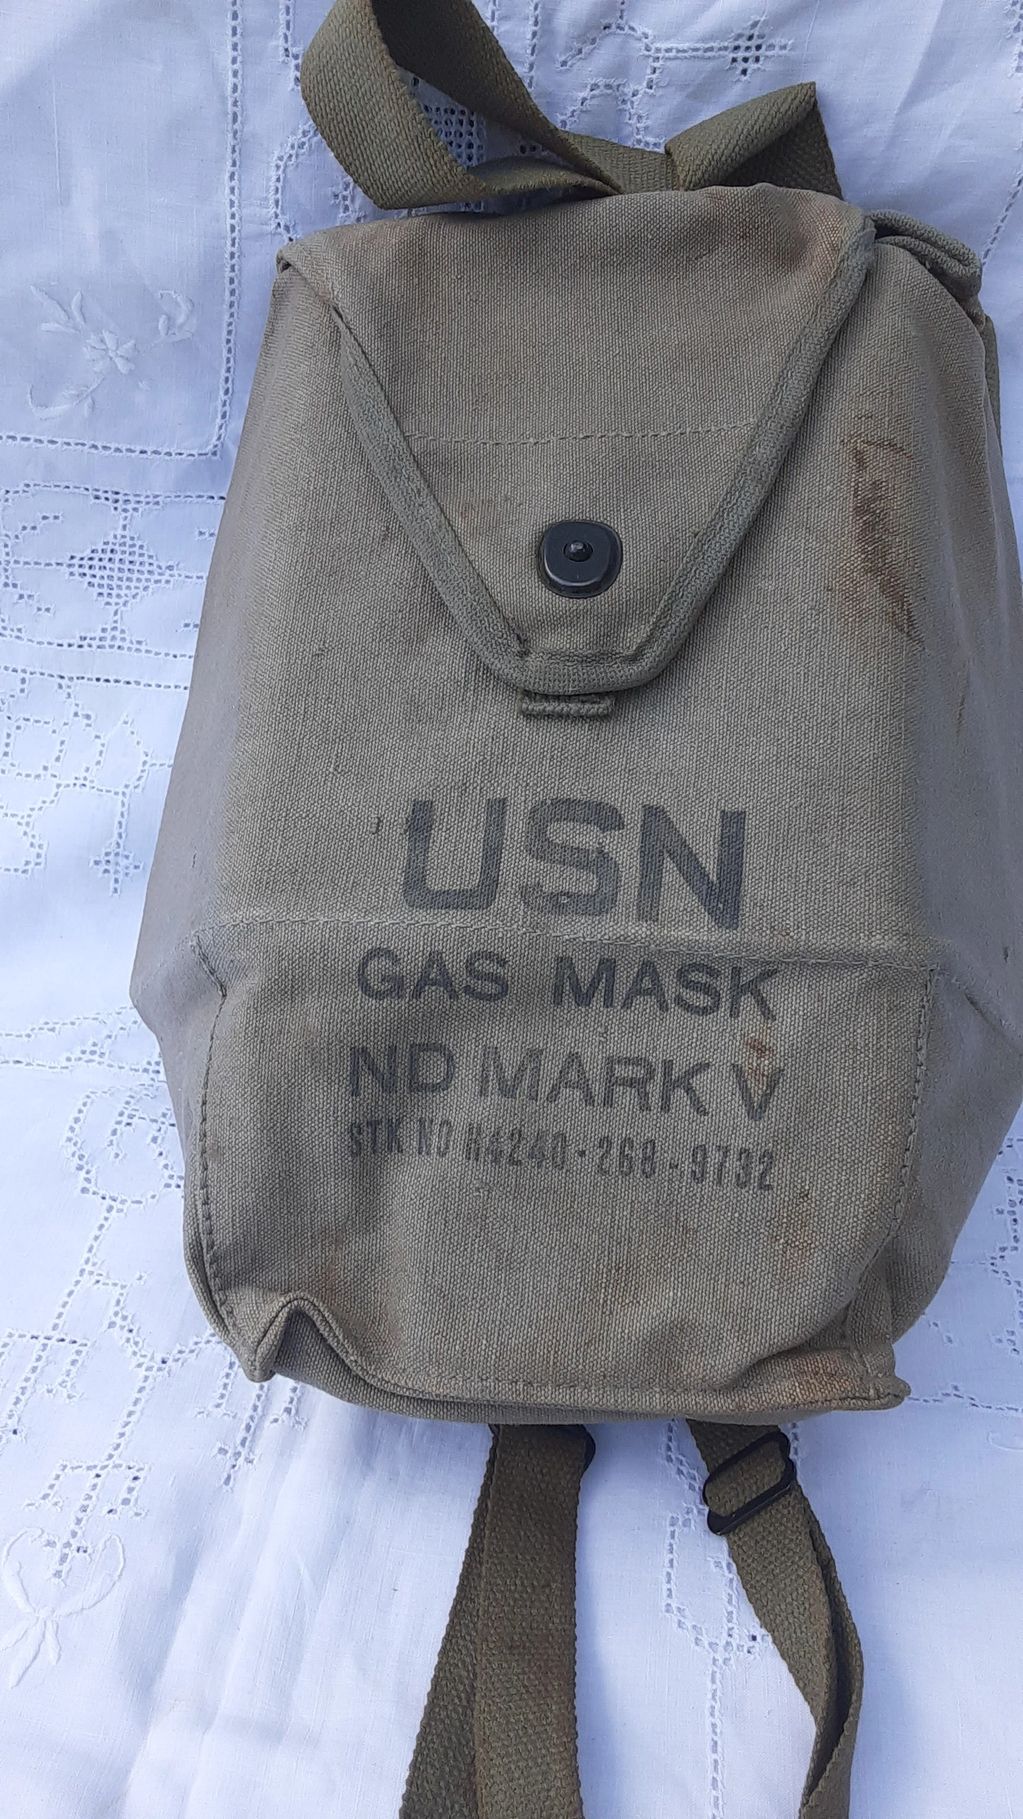 USN
GAS MASK
ND MARK V
STK NO H4240-268-9732